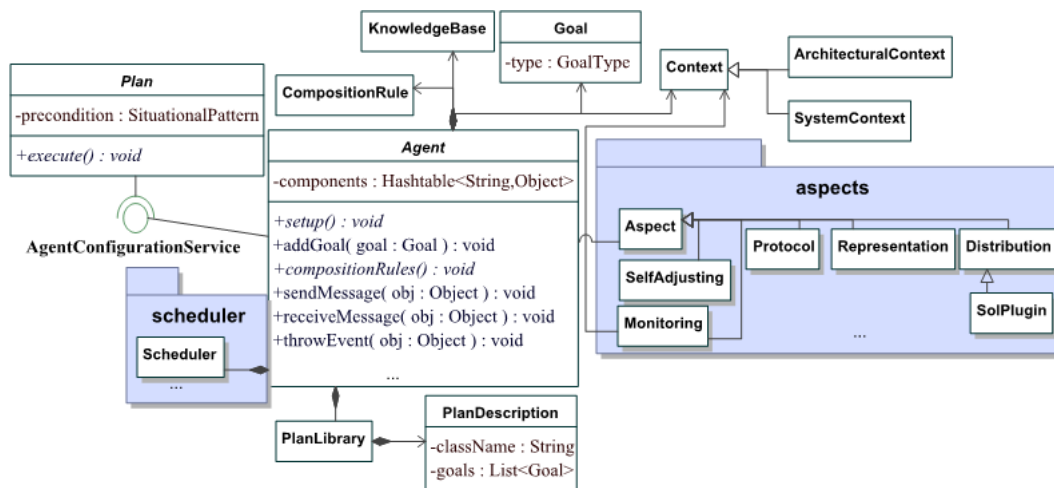 KnowledgeBase
Goal
-type : GoalType
CompositionRule
Context
ArchitecturalContext
SystemContext
Plan
-precondition : SituationalPattern
+execute() : void
AgentConfigurationService
Agent
-components : Hashtable<String,Object>
+setup() : void
+addGoal( goal : Goal ) : void
+compositionRules() : void
+sendMessage( obj : Object ) : void
+receiveMessage( obj : Object ) : void
+throwEvent( obj : Object ) : void
...
aspects
Aspect
Protocol
Representation
Distribution
SelfAdjusting
Monitoring
SolPlugin
...
scheduler
Scheduler
...
PlanLibrary
PlanDescription
-className : String
-goals : List<Goal>